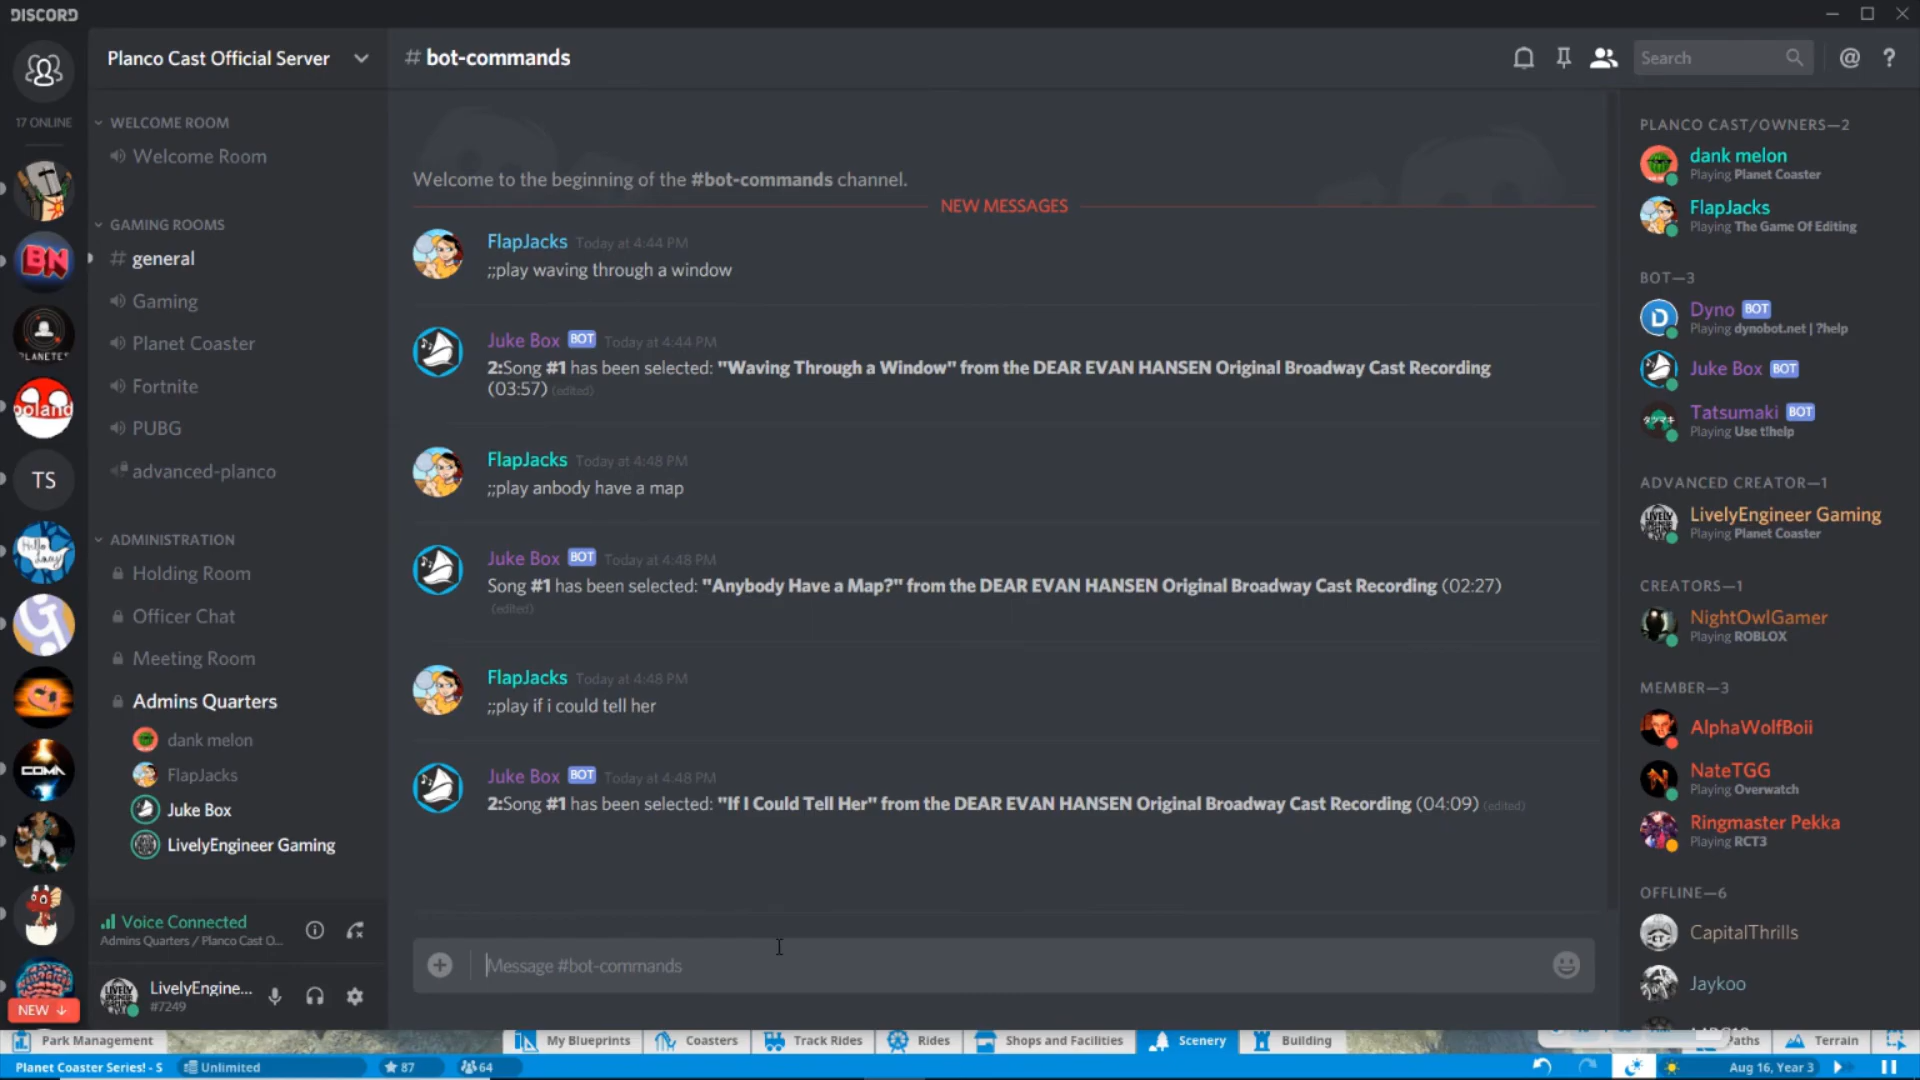 DISCORD
Planco Cast Official Server
# bot-commands
Search
@ ?
17 ONLINE
BN
PLANETE
poland
TS
Hello
COMA
NEW ↓
WELCOME ROOM
Welcome Room
GAMING ROOMS
# general
Gaming
Planet Coaster
Fortnite
PUBG
advanced-planco
ADMINISTRATION
Holding Room
Officer Chat
Meeting Room
Admins Quarters
dank melon
FlapJacks
Juke Box
LivelyEngineer Gaming
Voice Connected
Admins Quarters / Planco Cast O...
LivelyEngine...
#7249
Welcome to the beginning of the #bot-commands channel.
NEW MESSAGES
FlapJacks Today at 4:44 PM
;;play waving through a window
Juke Box BOT Today at 4:44 PM
2:Song #1 has been selected: "Waving Through a Window" from the DEAR EVAN HANSEN Original Broadway Cast Recording
(03:57) (edited)
FlapJacks Today at 4:48 PM
;;play anbody have a map
Juke Box BOT Today at 4:48 PM
Song #1 has been selected: "Anybody Have a Map?" from the DEAR EVAN HANSEN Original Broadway Cast Recording (02:27)
(edited)
FlapJacks Today at 4:48 PM
;;play if i could tell her
Juke Box BOT Today at 4:48 PM
2:Song #1 has been selected: "If I Could Tell Her" from the DEAR EVAN HANSEN Original Broadway Cast Recording (04:09) (edited)
Message #bot-commands
PLANCO CAST/OWNERS—2
dank melon
Playing Planet Coaster
FlapJacks
Playing The Game Of Editing
BOT—3
Dyno BOT
Playing dynobot.net | ?help
Juke Box BOT
Tatsumaki BOT
Playing Use t!help
ADVANCED CREATOR—1
LivelyEngineer Gaming
Playing Planet Coaster
CREATORS—1
NightOwlGamer
Playing ROBLOX
MEMBER—3
AlphaWolfBoii
NateTGG
Playing Overwatch
Ringmaster Pekka
Playing RCT3
OFFLINE—6
CapitalThrills
Jaykoo
Park Management
My Blueprints
Coasters
Track Rides
Rides
Shops and Facilities
Scenery
Building
Paths
Terrain
Planet Coaster Series! - S
Unlimited
87
64
Aug 16, Year 3